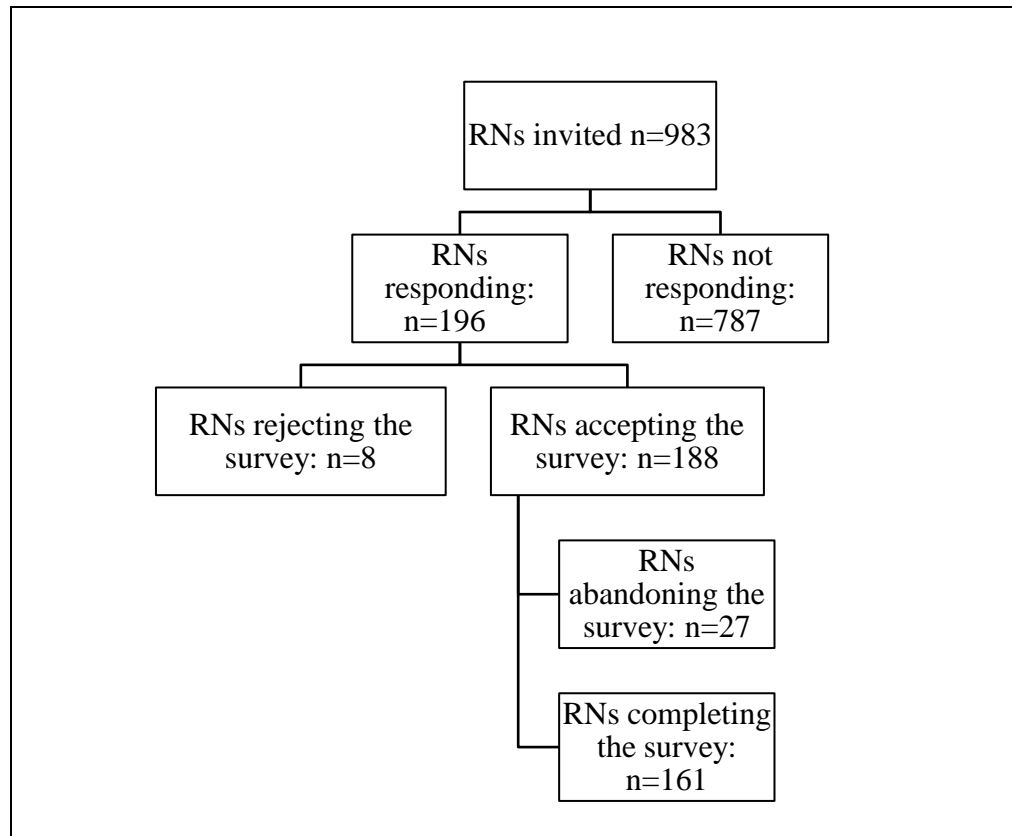 RNs invited n=983
RNs
responding:
n=196
RNs not
responding:
n=787
RNs rejecting the
survey: n=8
RNs accepting the
survey: n=188
RNs
abandoning the
survey: n=27
RNs completing
the survey:
n=161